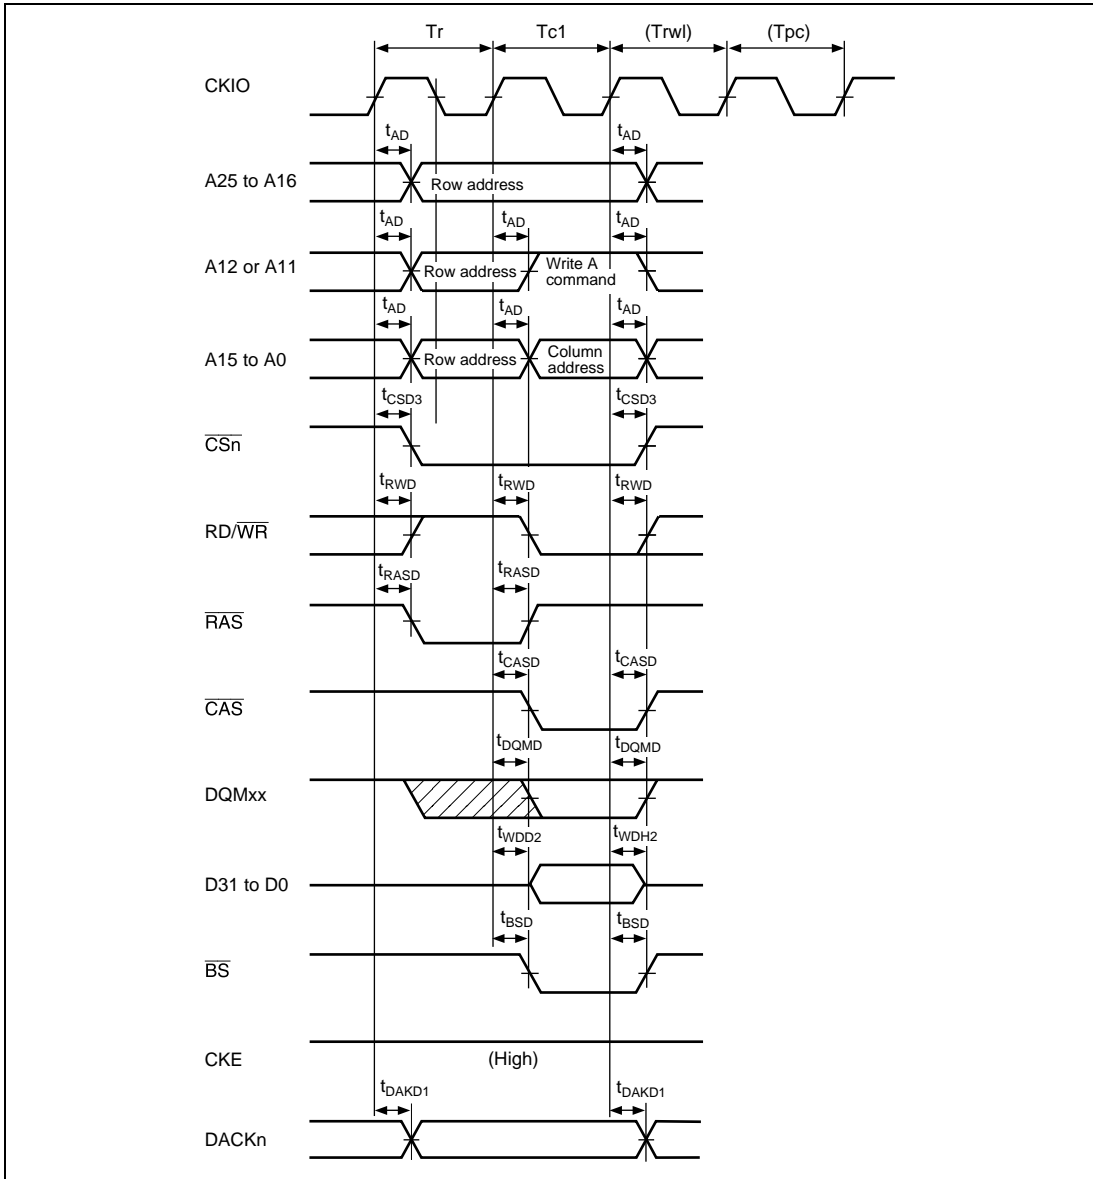 Tr Tc1 (Trwl) (Tpc)
CKIO
tAD tAD
A25 to A16 Row address
tAD tAD tAD
A12 or A11 Row address Write A command
tAD tAD tAD
A15 to A0 Row address Column address
tCSD3 tCSD3
CSn
tRWD tRWD tRWD
RD/WR
tRASD tRASD
RAS
tCASD tCASD
CAS
tDQMD tDQMD
DQMxx
tWDD2 tWDH2
D31 to D0
tBSD tBSD
BS
CKE (High)
tDAKD1 tDAKD1
DACKn